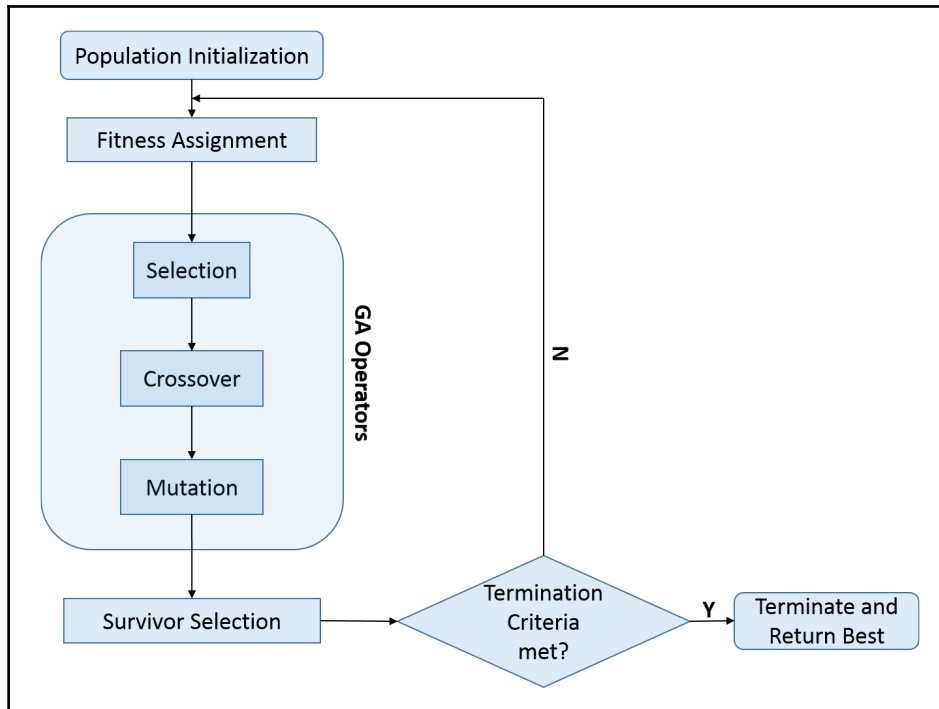 Population Initialization
Fitness Assignment
Selection
Crossover
Mutation
GA Operators
Survivor Selection
Termination
Criteria
met?
N
Y
Terminate and
Return Best